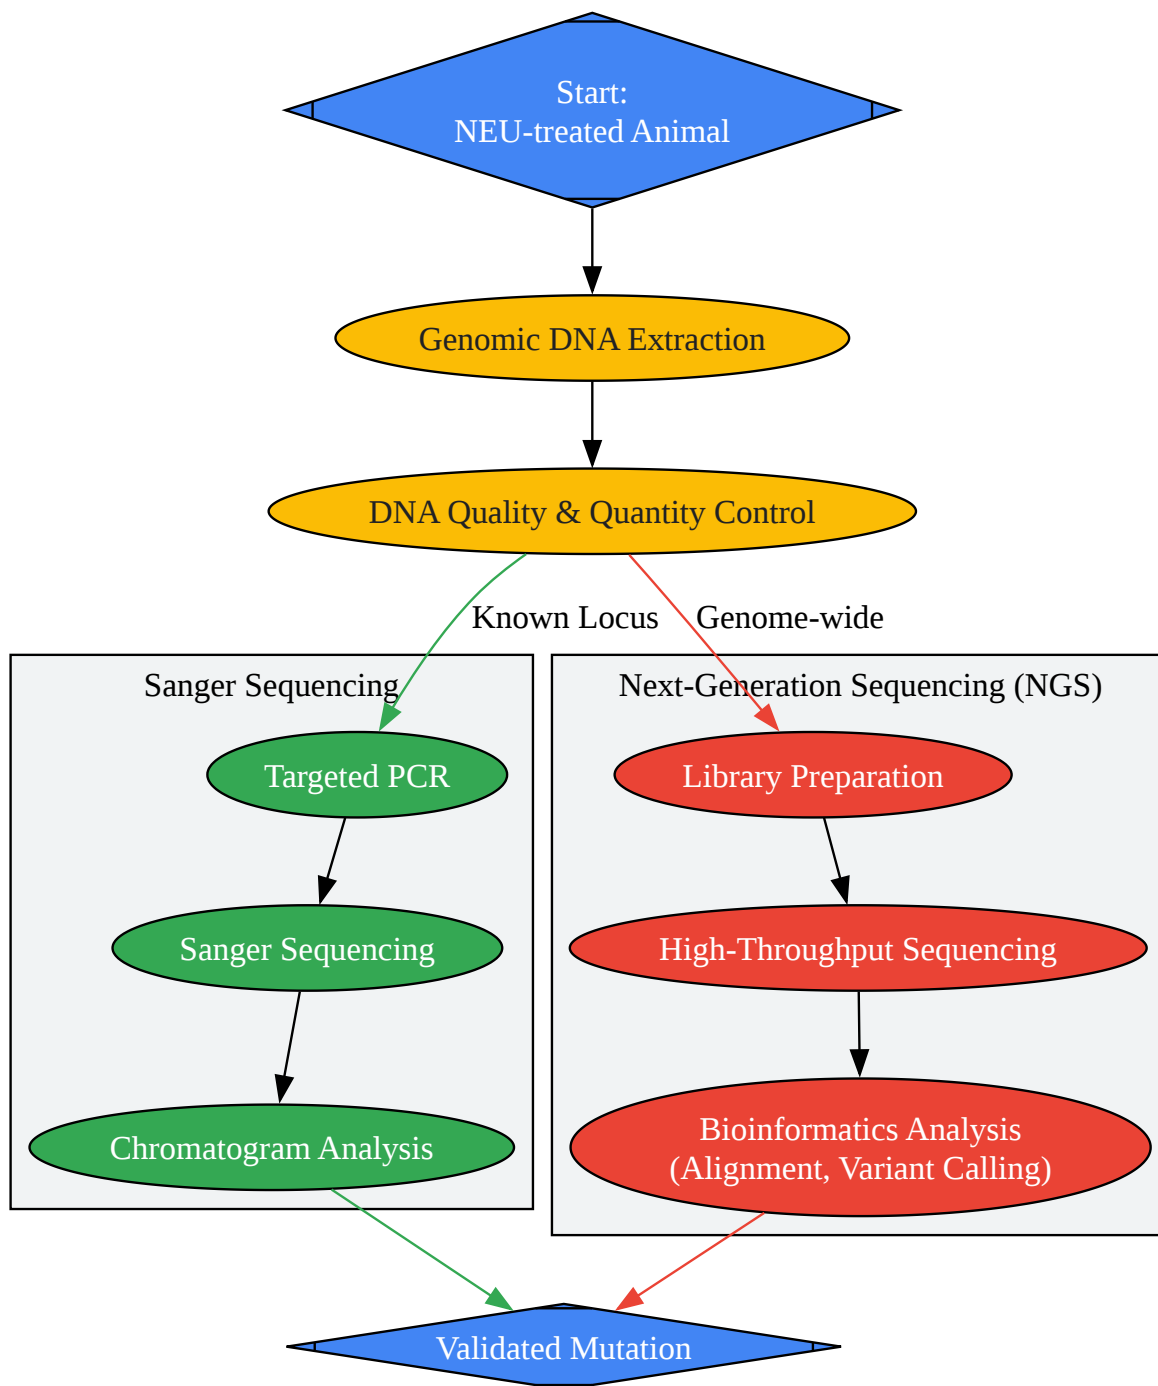 Start:
NEU-treated Animal
Genomic DNA Extraction
DNA Quality & Quantity Control
Known Locus
Genome-wide
Sanger Sequencing
Targeted PCR
Sanger Sequencing
Chromatogram Analysis
Next-Generation Sequencing (NGS)
Library Preparation
High-Throughput Sequencing
Bioinformatics Analysis
(Alignment, Variant Calling)
Validated Mutation